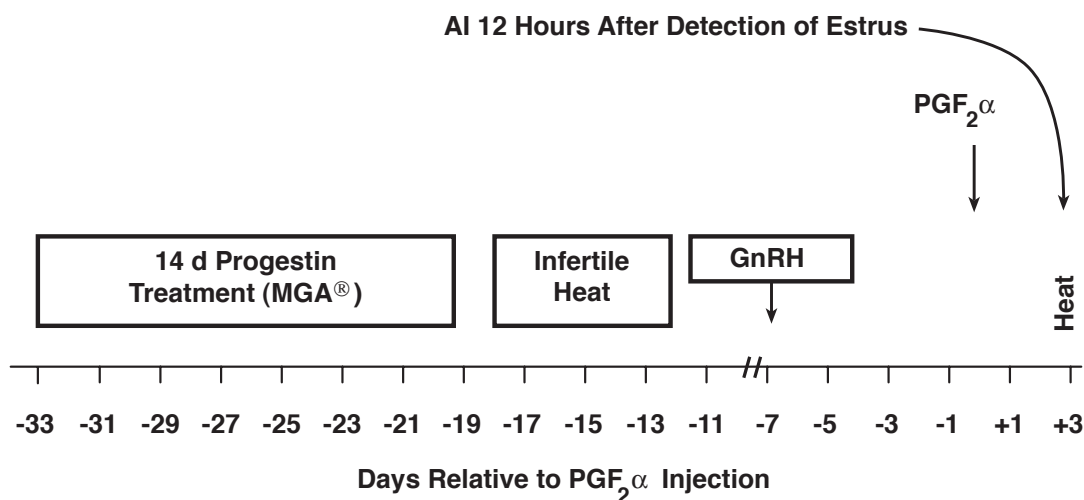 AI 12 Hours After Detection of Estrus
PGF2α
14 d Progestin
Treatment (MGA®)
Infertile
Heat
GnRH
Heat
-33 -31 -29 -27 -25 -23 -21 -19 -17 -15 -13 -11 -7 -5 -3 -1 +1 +3
Days Relative to PGF2α Injection